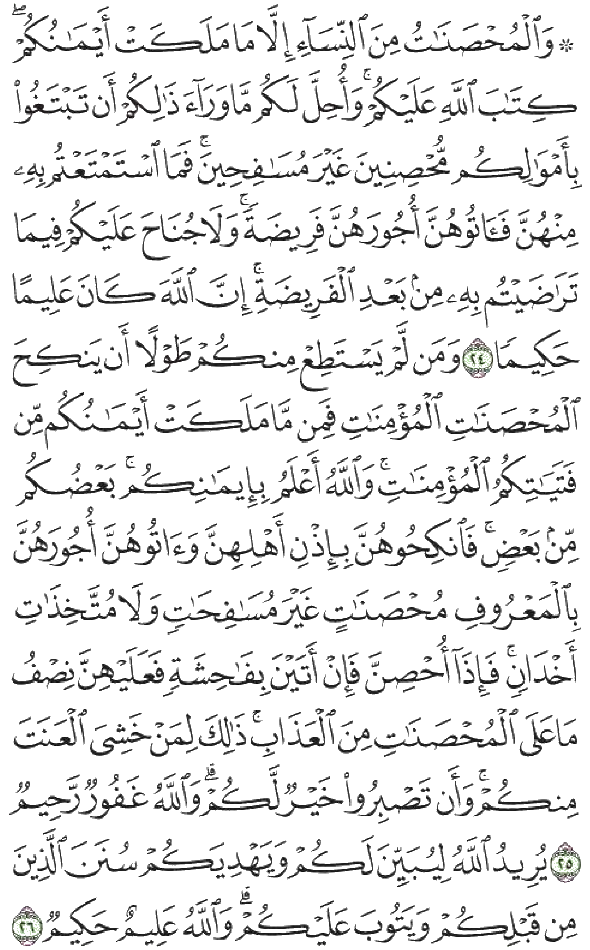 ۞ وَٱلْمُحْصَنَٰتُ مِنَ ٱلنِّسَآءِ إِلَّا مَا مَلَكَتْ أَيْمَٰنُكُمْۖ
كِتَٰبَ ٱللَّهِ عَلَيْكُمْۚ وَأُحِلَّ لَكُم مَّا وَرَآءَ ذَٰلِكُمْ أَن تَبْتَغُوا۟
بِأَمْوَٰلِكُم مُّحْصِنِينَ غَيْرَ مُسَٰفِحِينَۚ فَمَا ٱسْتَمْتَعْتُم بِهِۦ
مِنْهُنَّ فَـَٔاتُوهُنَّ أُجُورَهُنَّ فَرِيضَةًۚ وَلَا جُنَاحَ عَلَيْكُمْ فِيمَا
تَرَٰضَيْتُم بِهِۦ مِنۢ بَعْدِ ٱلْفَرِيضَةِۚ إِنَّ ٱللَّهَ كَانَ عَلِيمًا
حَكِيمًا ٢٤ وَمَن لَّمْ يَسْتَطِعْ مِنكُمْ طَوْلًا أَن يَنكِحَ
ٱلْمُحْصَنَٰتِ ٱلْمُؤْمِنَٰتِ فَمِن مَّا مَلَكَتْ أَيْمَٰنُكُم مِّن
فَتَيَٰتِكُمُ ٱلْمُؤْمِنَٰتِۚ وَٱللَّهُ أَعْلَمُ بِإِيمَٰنِكُمۚ بَعْضُكُم
مِّنۢ بَعْضٍۚ فَٱنكِحُوهُنَّ بِإِذْنِ أَهْلِهِنَّ وَءَاتُوهُنَّ أُجُورَهُنَّ
بِٱلْمَعْرُوفِ مُحْصَنَٰتٍ غَيْرَ مُسَٰفِحَٰتٍ وَلَا مُتَّخِذَٰتِ
أَخْدَانٍۚ فَإِذَآ أُحْصِنَّ فَإِنْ أَتَيْنَ بِفَٰحِشَةٍ فَعَلَيْهِنَّ نِصْفُ
مَا عَلَى ٱلْمُحْصَنَٰتِ مِنَ ٱلْعَذَابِۚ ذَٰلِكَ لِمَنْ خَشِىَ ٱلْعَنَتَ
مِنكُمْۚ وَأَن تَصْبِرُوا۟ خَيْرٌ لَّكُمْۗ وَٱللَّهُ غَفُورٌ رَّحِيمٌ
٢٥ يُرِيدُ ٱللَّهُ لِيُبَيِّنَ لَكُمْ وَيَهْدِيَكُمْ سُنَنَ ٱلَّذِينَ
مِن قَبْلِكُمْ وَيَتُوبَ عَلَيْكُمْۗ وَٱللَّهُ عَلِيمٌ حَكِيمٌ ٢٦